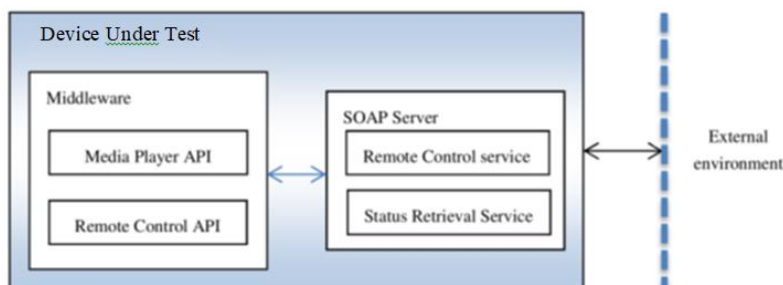 Device Under Test
Middleware
Media Player API
Remote Control API
SOAP Server
Remote Control service
Status Retrieval Service
External
environment